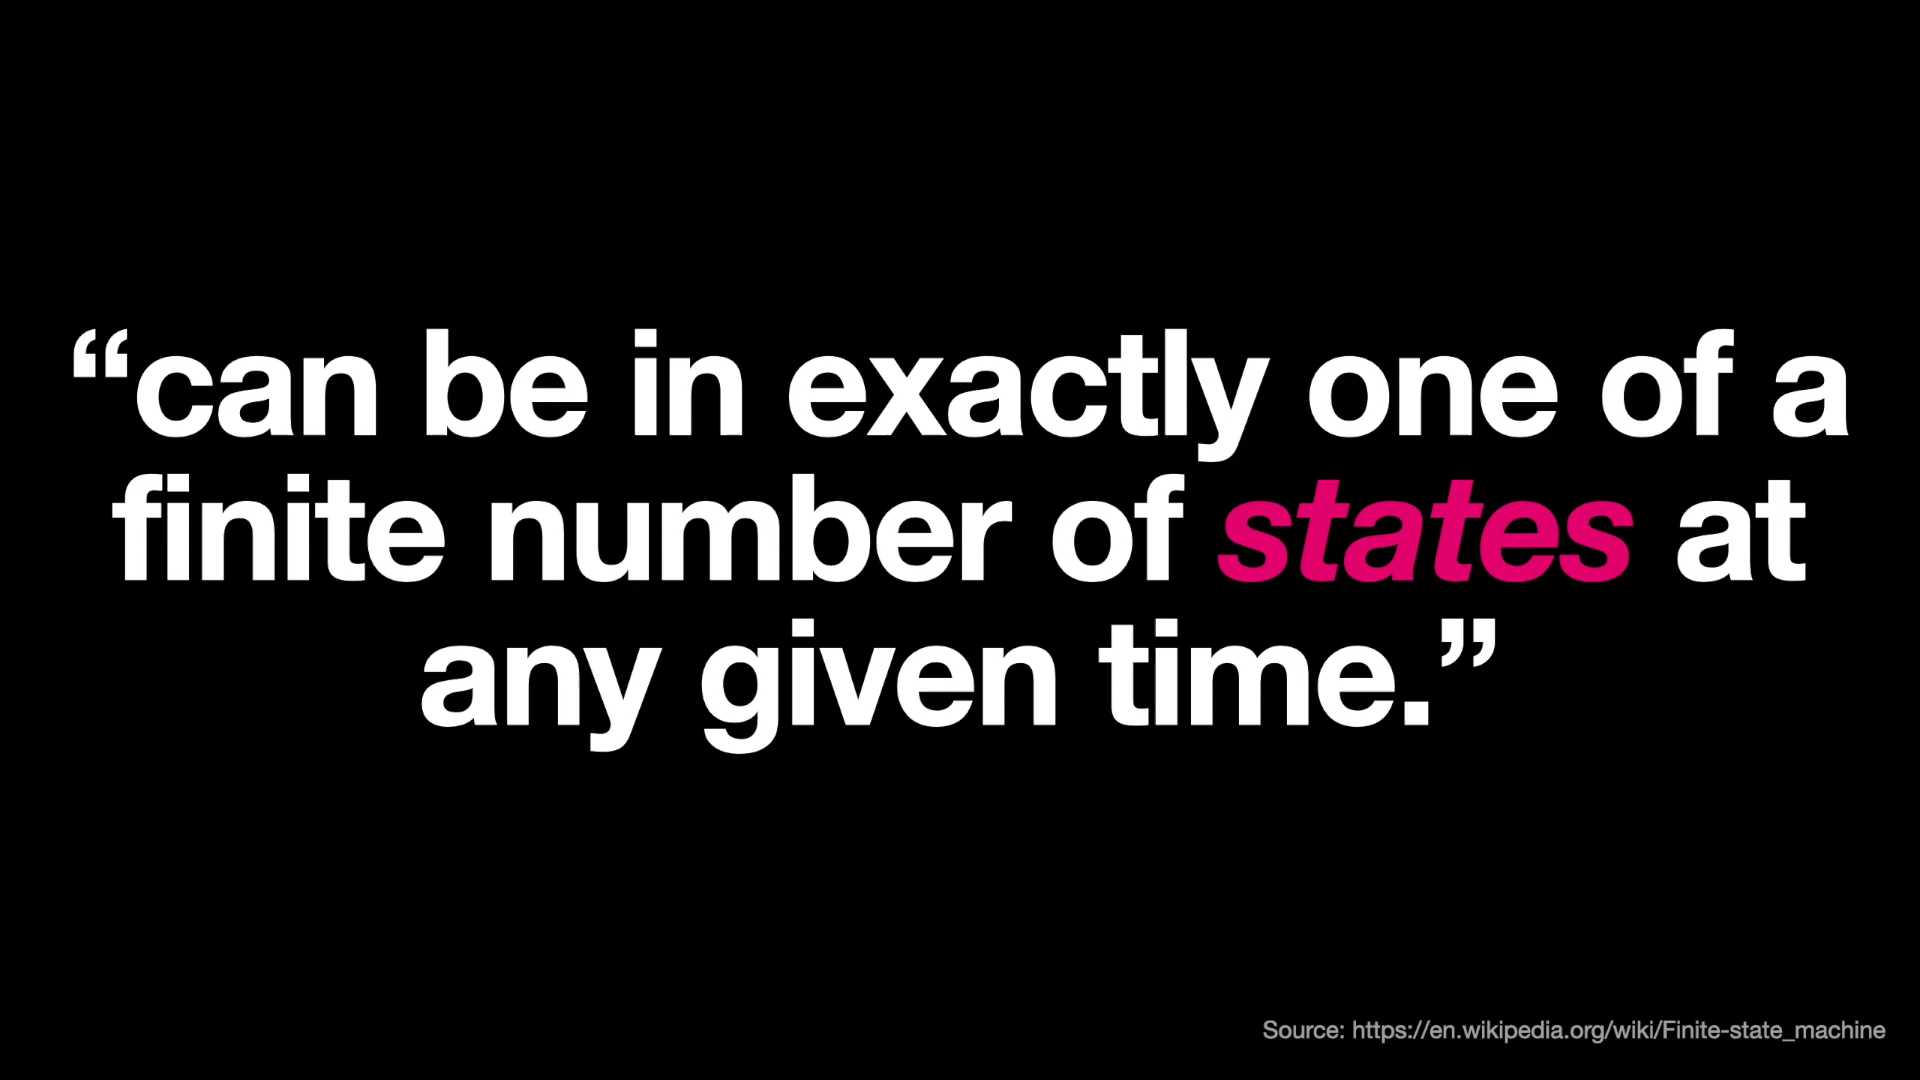 “can be in exactly one of a
finite number of states at
any given time.”
Source: https://en.wikipedia.org/wiki/Finite-state_machine